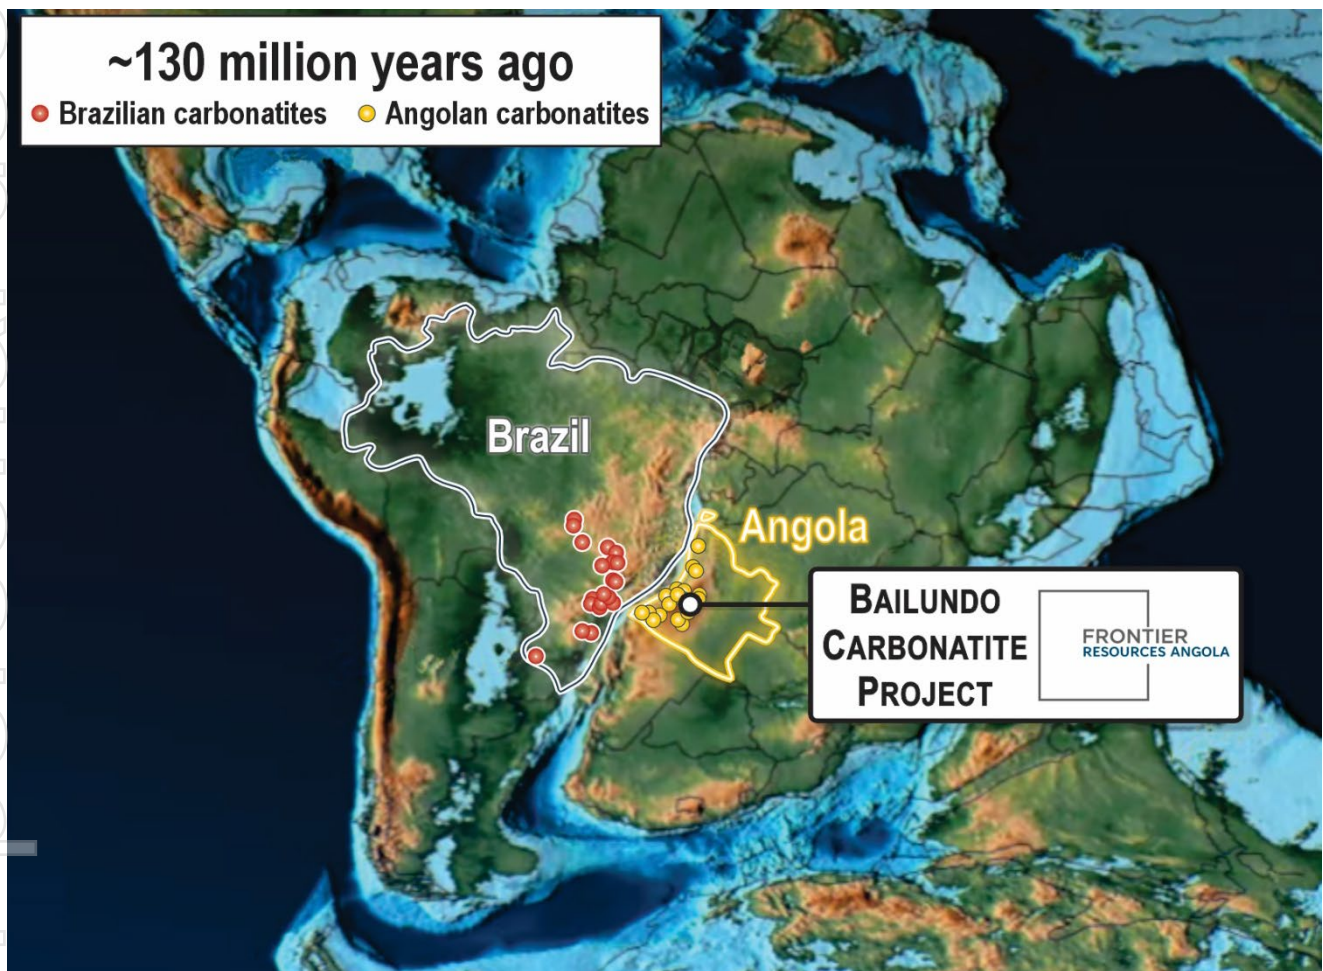 ~130 million years ago
Brazilian carbonatites
Angolan carbonatites
Brazil
Angola
BAILUNDO
CARBONATITE
PROJECT
FRONTIER
RESOURCES ANGOLA